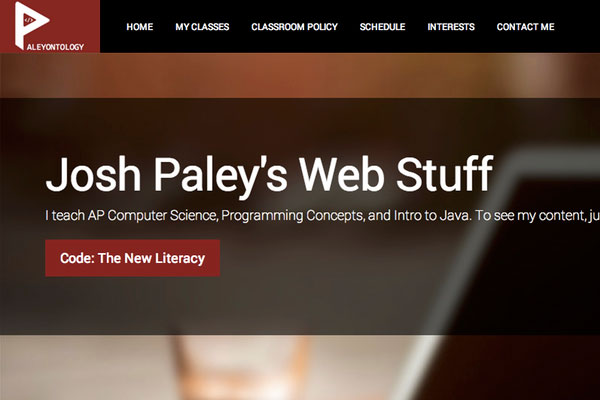 </>
ALEYONTOLOGY
HOME MY CLASSES CLASSROOM POLICY SCHEDULE INTERESTS CONTACT ME
Josh Paley's Web Stuff
I teach AP Computer Science, Programming Concepts, and Intro to Java. To see my content, ju
Code: The New Literacy